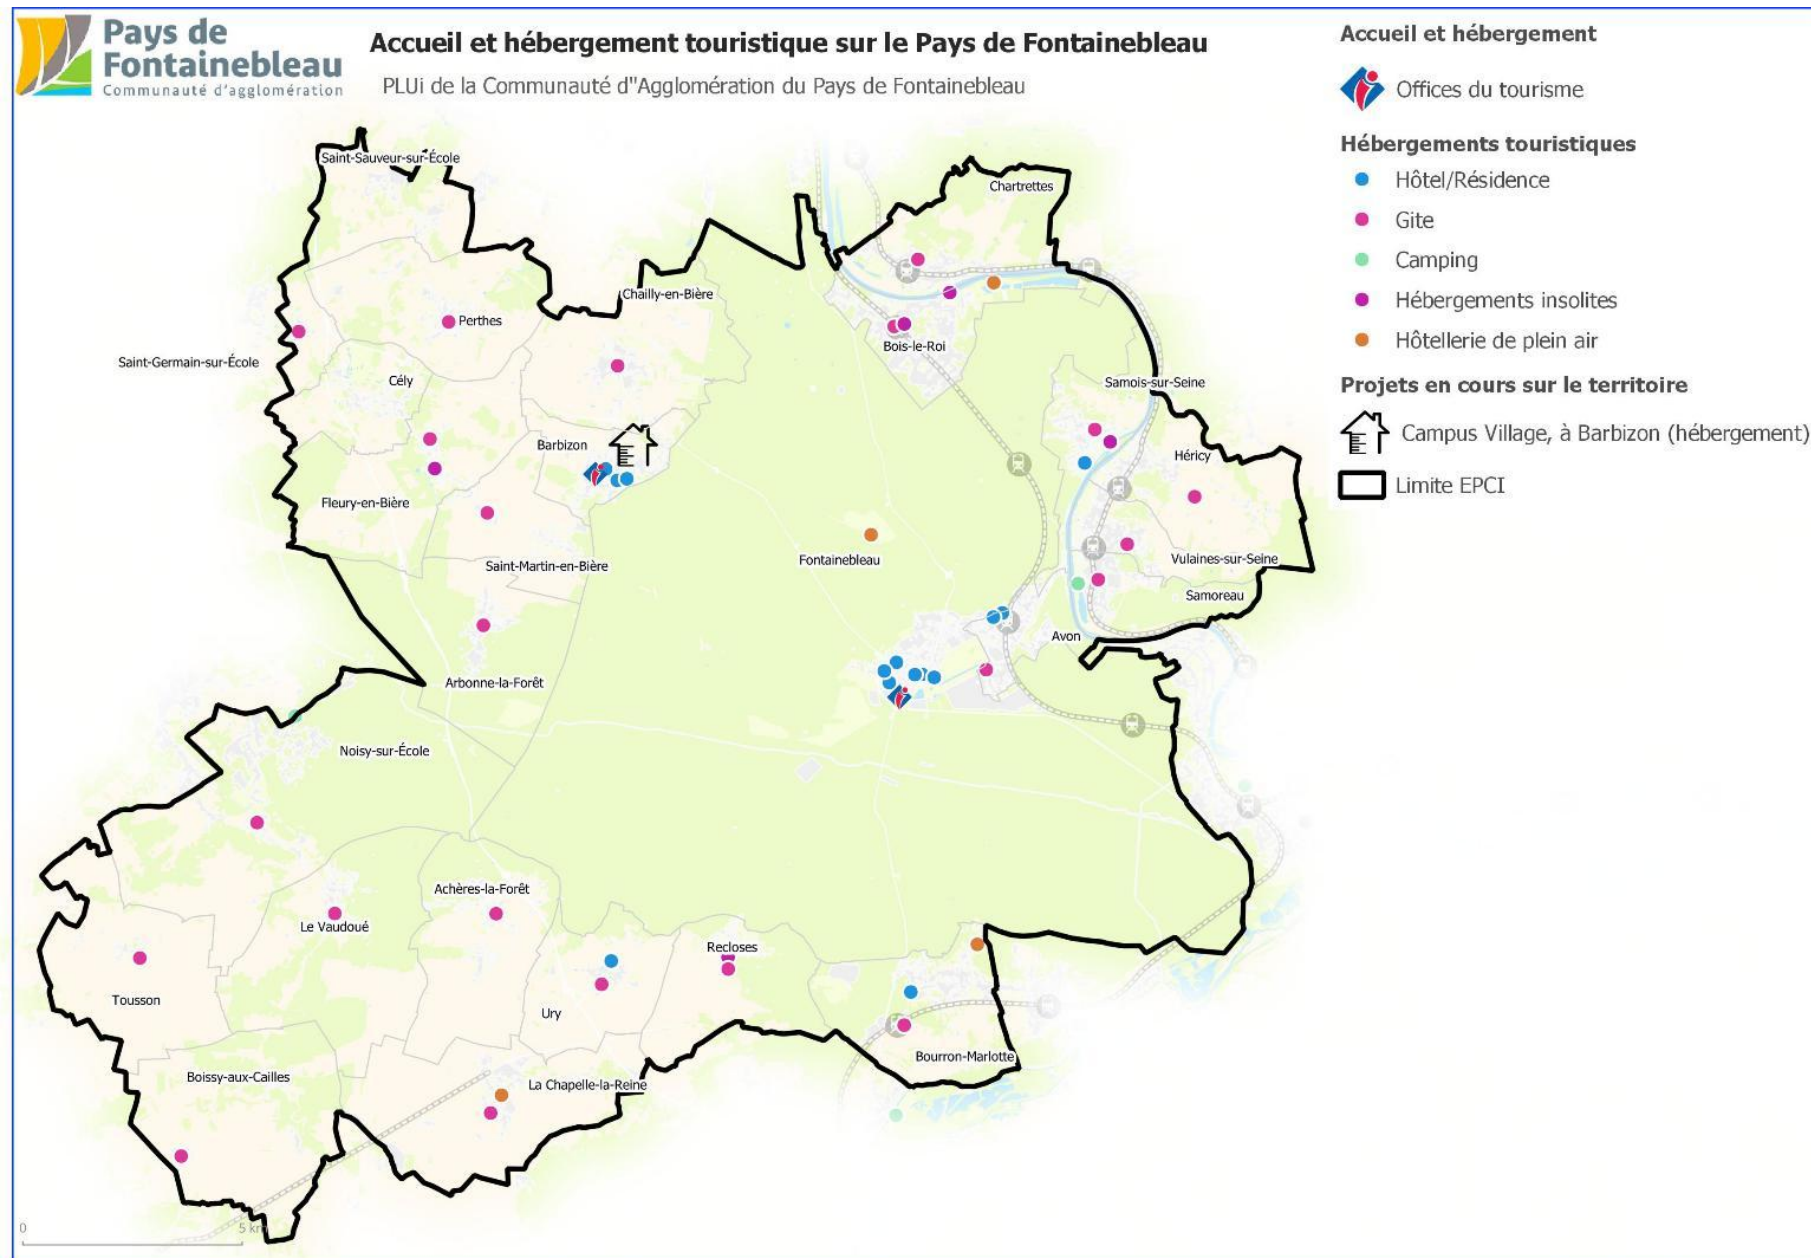 Pays de
Fontainebleau
Communauté d'agglomération
Accueil et hébergement touristique sur le Pays de Fontainebleau
PLUi de la Communauté d"Agglomération du Pays de Fontainebleau
Accueil et hébergement
Offices du tourisme
Hébergements touristiques
Hôtel/Résidence
Gite
Camping
Hébergements insolites
Hôtellerie de plein air
Projets en cours sur le territoire
Campus Village, à Barbizon (hébergement)
Limite EPCI
Saint-Sauveur-sur-École
Chartrettes
Chailly-en-Bière
Perthes
Bois-le-Roi
Saint-Germain-sur-École
Cély
Samois-sur-Seine
Barbizon
Héricy
Fleury-en-Bière
Fontainebleau
Vulaines-sur-Seine
Saint-Martin-en-Bière
Samoreau
Avon
Arbonne-la-Forêt
Noisy-sur-École
Achères-la-Forêt
Le Vaudoué
Recloses
Tousson
Ury
Bourron-Marlotte
Boissy-aux-Cailles
La Chapelle-la-Reine
0 5 km